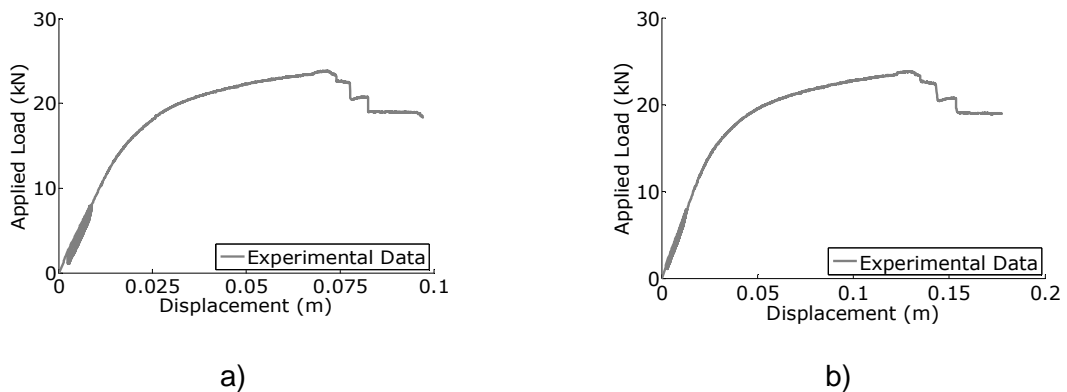 30
20
10
0
Applied Load (kN)
0 0.025 0.05 0.075 0.1
Displacement (m)
Experimental Data
a)
30
20
10
0
Applied Load (kN)
0 0.05 0.1 0.15 0.2
Displacement (m)
Experimental Data
b)